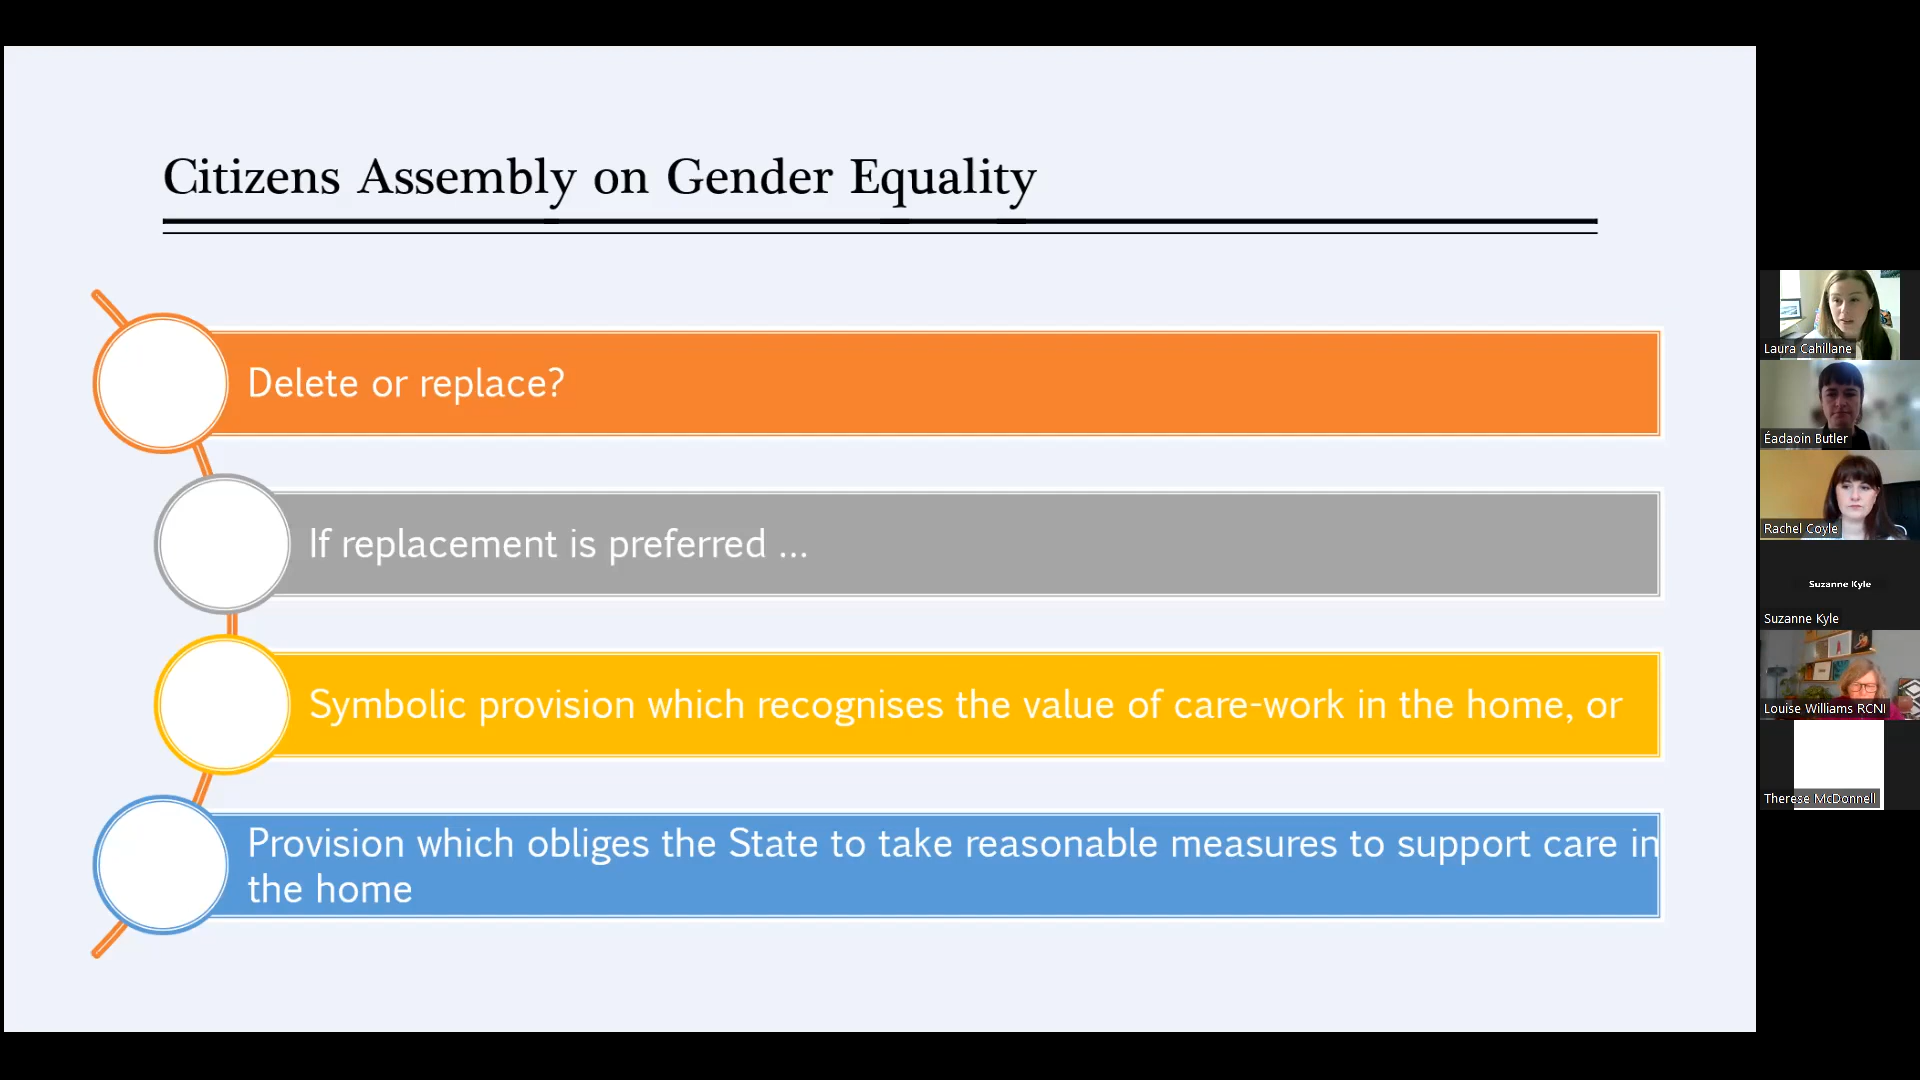 Citizens Assembly on Gender Equality
Delete or replace?
If replacement is preferred ...
Symbolic provision which recognises the value of care-work in the home, or
Provision which obliges the State to take reasonable measures to support care in
the home
Laura Cahillane
Éadaoin Butler
Rachel Coyle
Suzanne Kyle
Suzanne Kyle
Louise Williams RCNI
Therese McDonnell